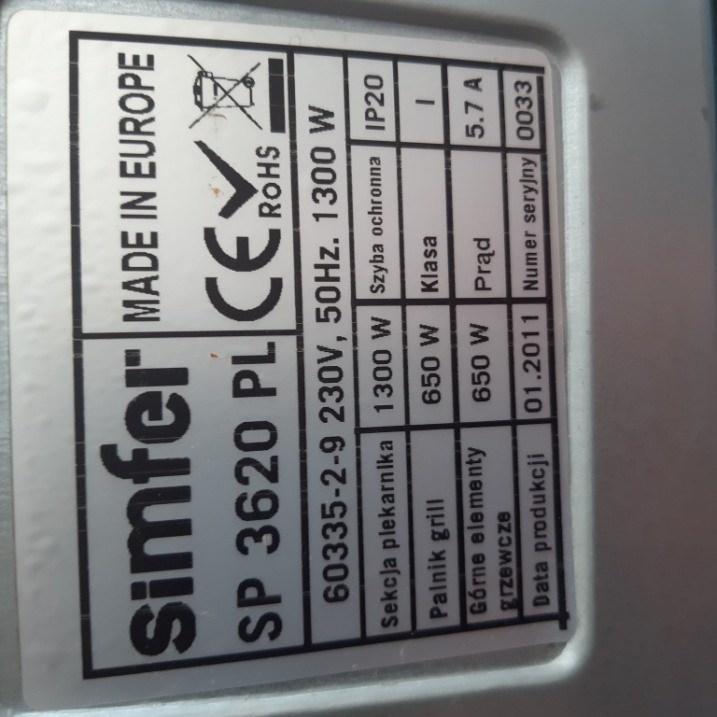 simfer
MADE IN EUROPE
SP 3620 PL
CE ROHS
60335-2-9 230V, 50Hz. 1300 W
Sekcja piekarnika 1300 W Szyba ochronna IP20
Palnik grill 650 W Klasa I
Górne elementy grzewcze 650 W Prąd 5.7 A
Data produkcji 01.2011 Numer seryjny 0033